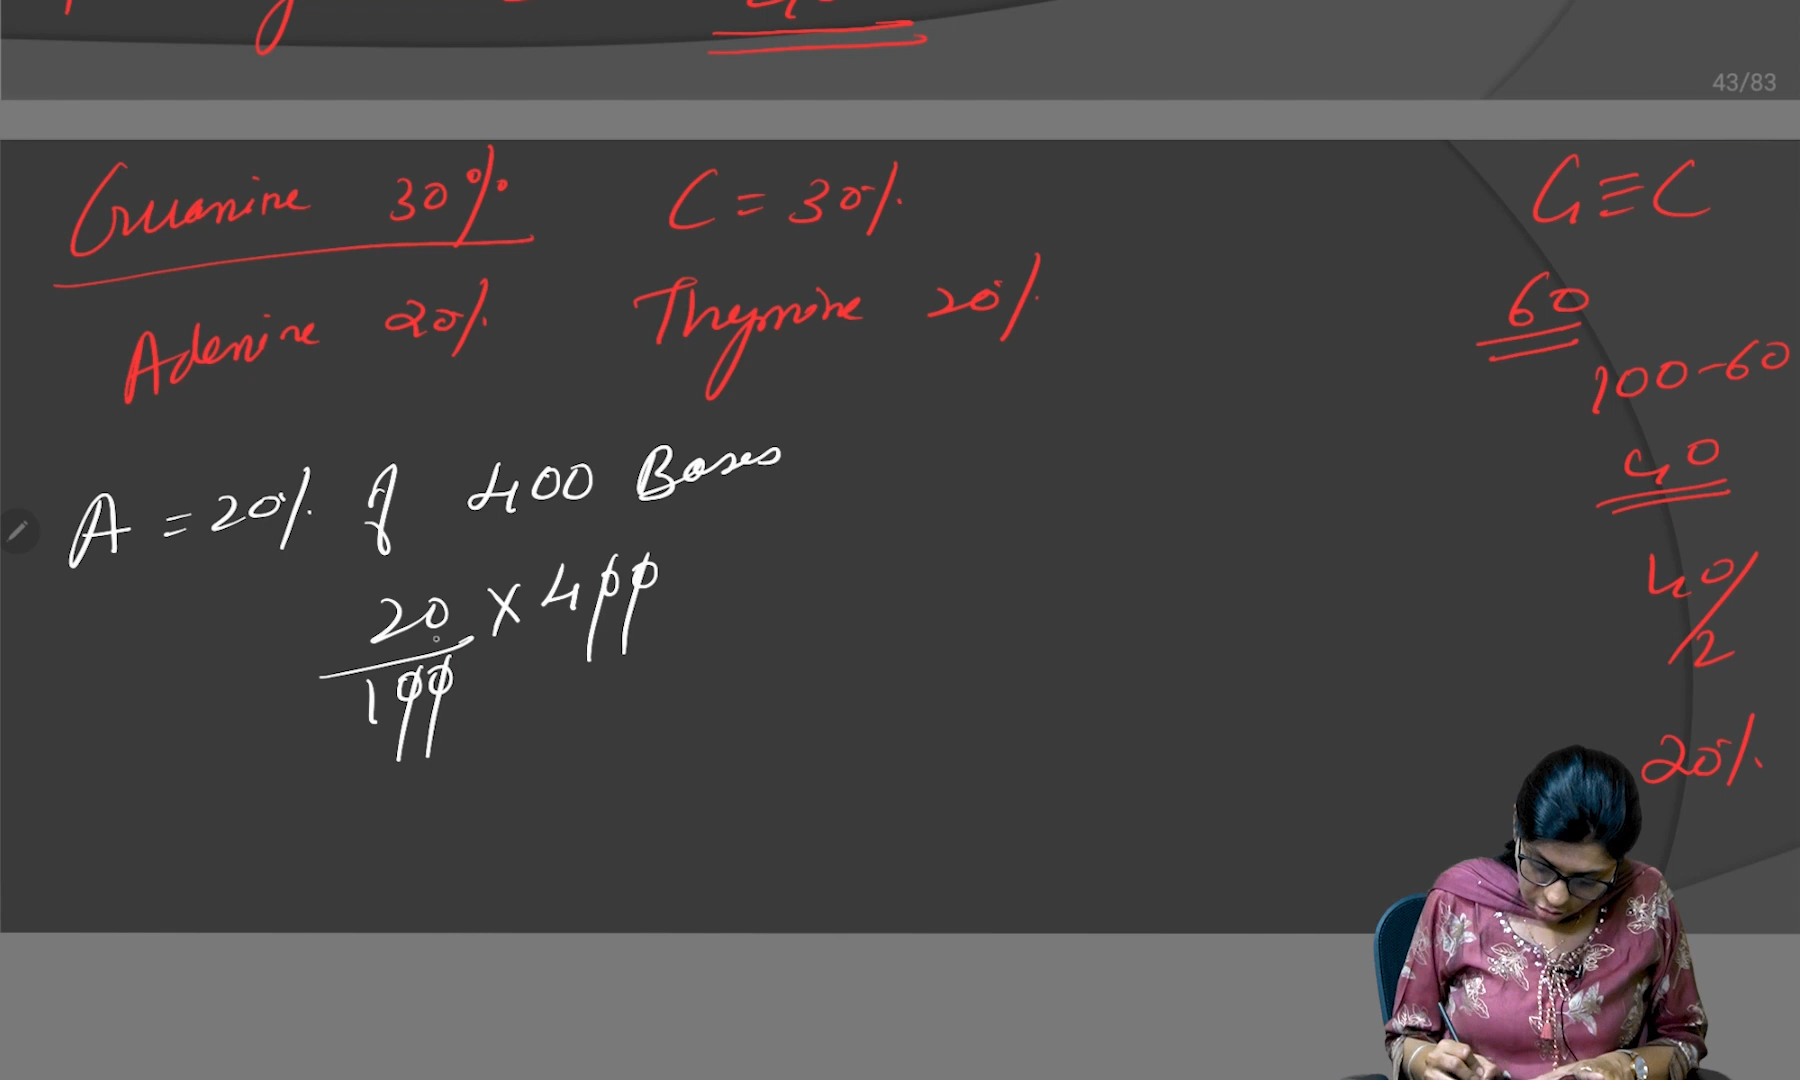 43/83
Guanine 30% C = 30%
Adenine 20% Thymine 20%
G≡C
60
100-60
40
40/2
20%
A = 20% of 400 Bases
20/100 × 400